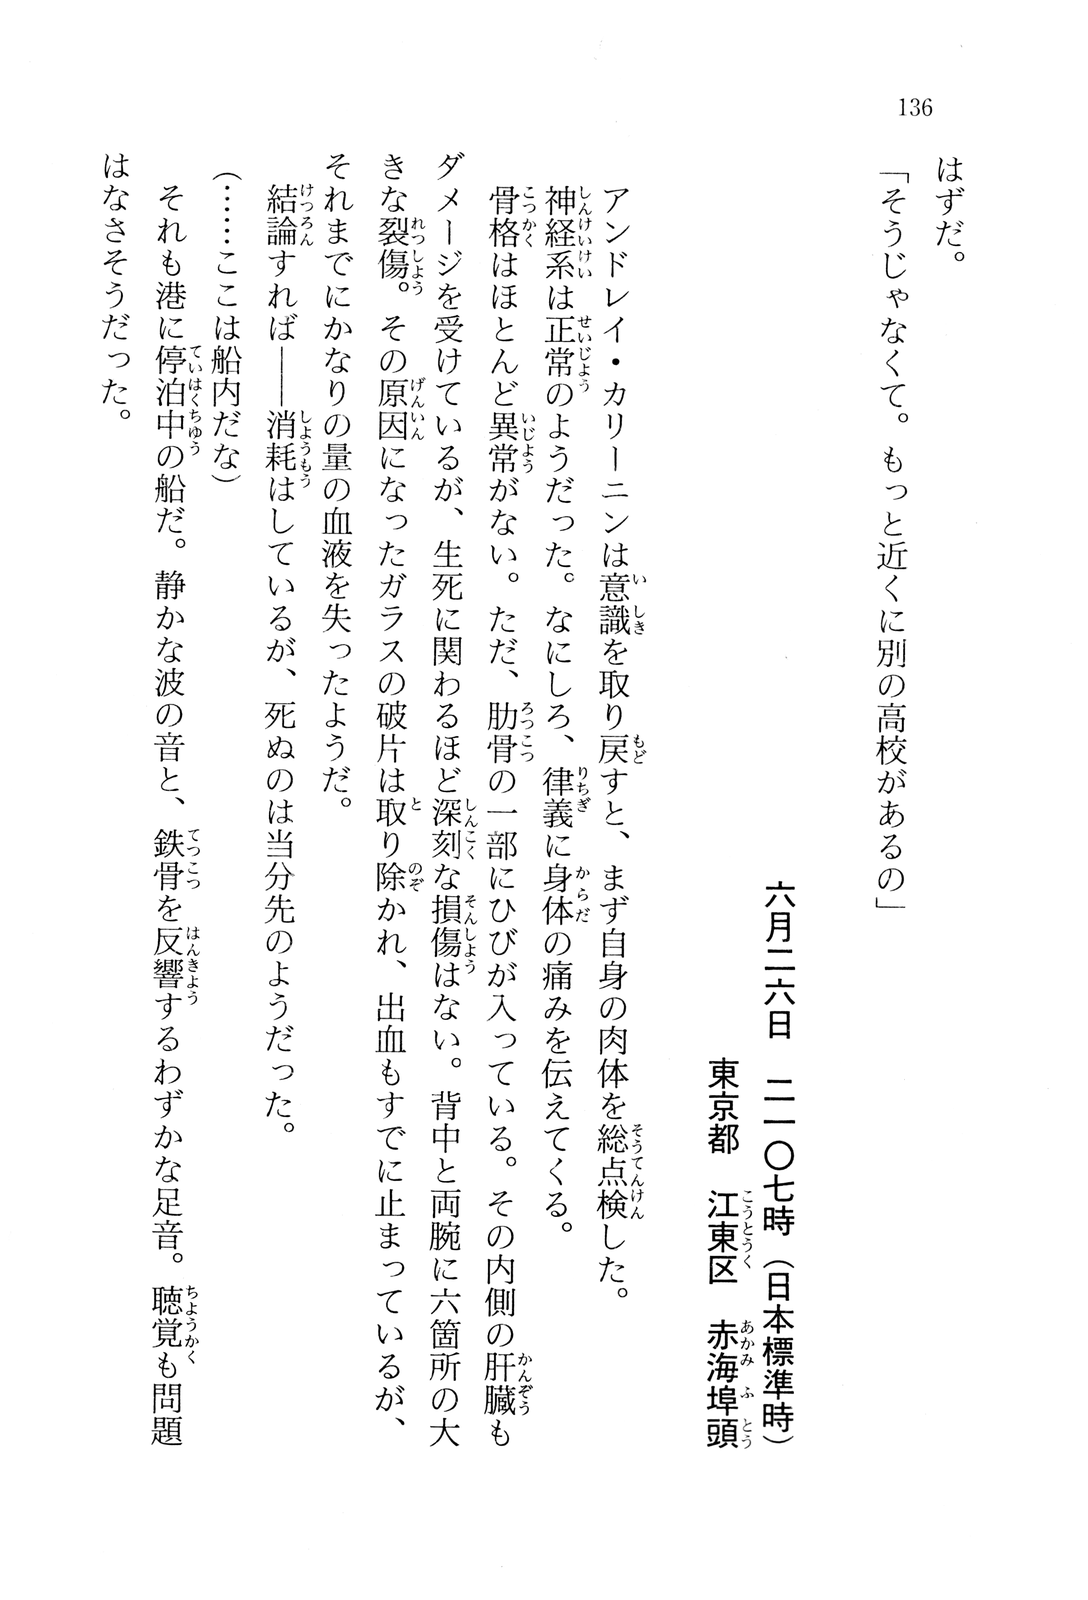 136
はずだ。
「そうじゃなくて。もっと近くに別の高校があるの」
六月二六日　二一〇七時（日本標準時）
東京都　江東区　赤海埠頭
アンドレイ・カリーニンは意識を取り戻すと、まず自身の肉体を総点検した。
神経系は正常のようだった。なにしろ、律義に身体の痛みを伝えてくる。
骨格はほとんど異常がない。ただ、肋骨の一部にひびが入っている。その内側の肝臓も
ダメージを受けているが、生死に関わるほど深刻な損傷はない。背中と両腕に六箇所の大
きな裂傷。その原因になったガラスの破片は取り除かれ、出血もすでに止まっているが、
それまでにかなりの量の血液を失ったようだ。
結論すれば――消耗はしているが、死ぬのは当分先のようだった。
（……ここは船内だな）
それも港に停泊中の船だ。静かな波の音と、鉄骨を反響するわずかな足音。聴覚も問題
はなさそうだった。